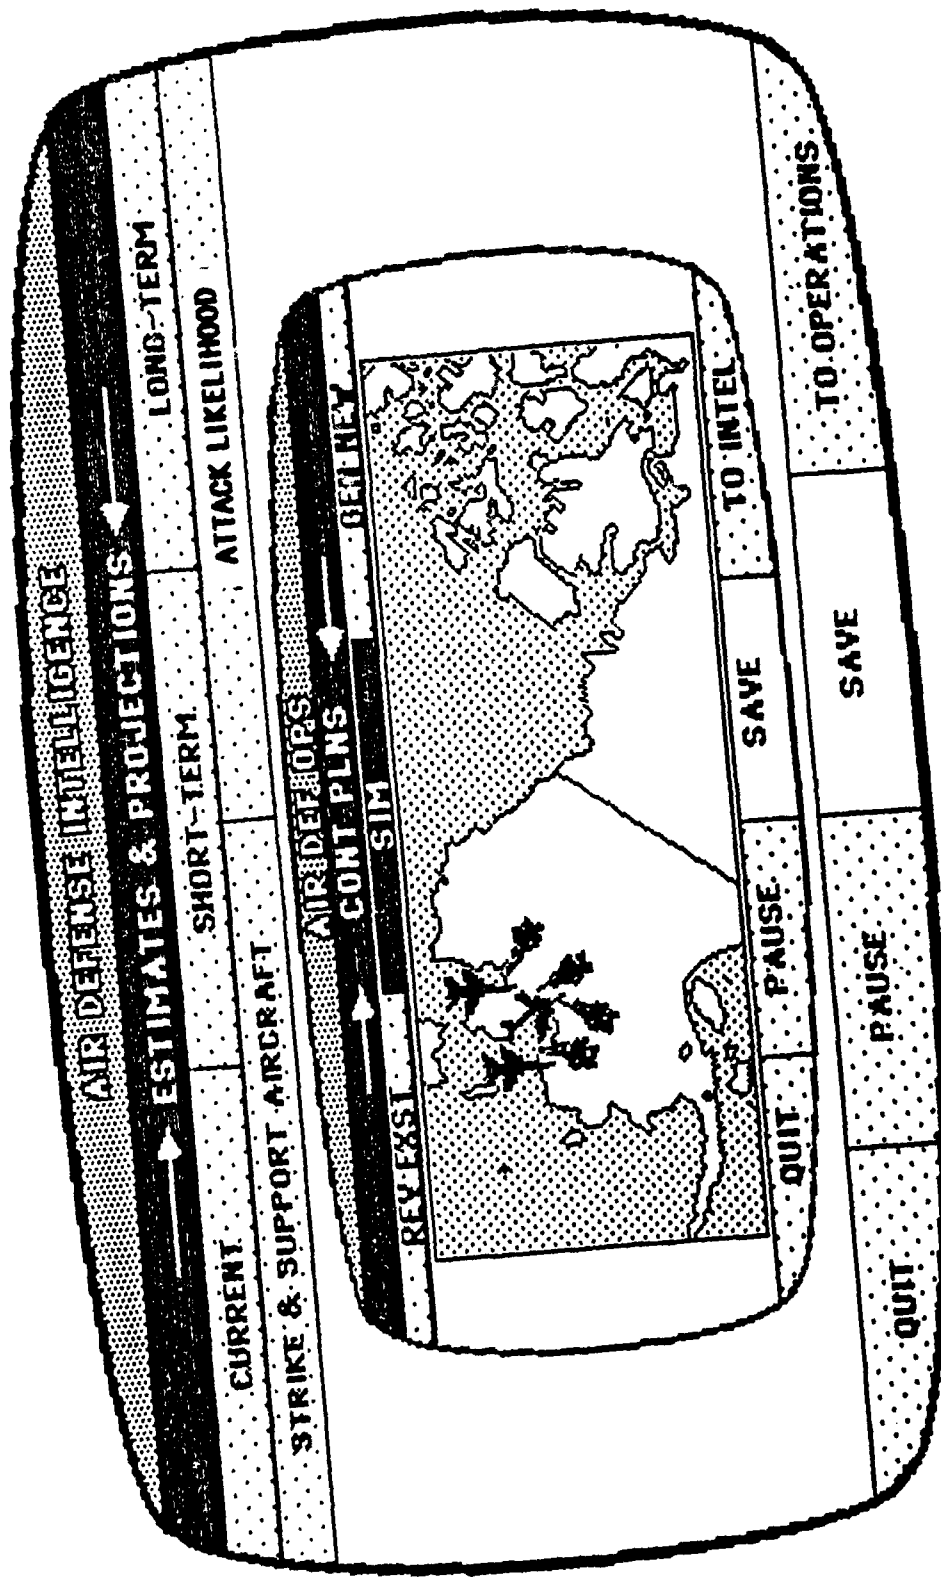 AIR DEFENSE INTELLIGENCE
ESTIMATES & PROJECTIONS
CURRENT SHORT-TERM LONG-TERM
STRIKE & SUPPORT AIRCRAFT ATTACK LIKELIHOOD
AIR DEF OPS
CONT PLNS
REV EXST SIM GEN NEW
QUIT PAUSE SAVE TO INTEL
QUIT PAUSE SAVE TO OPERATIONS